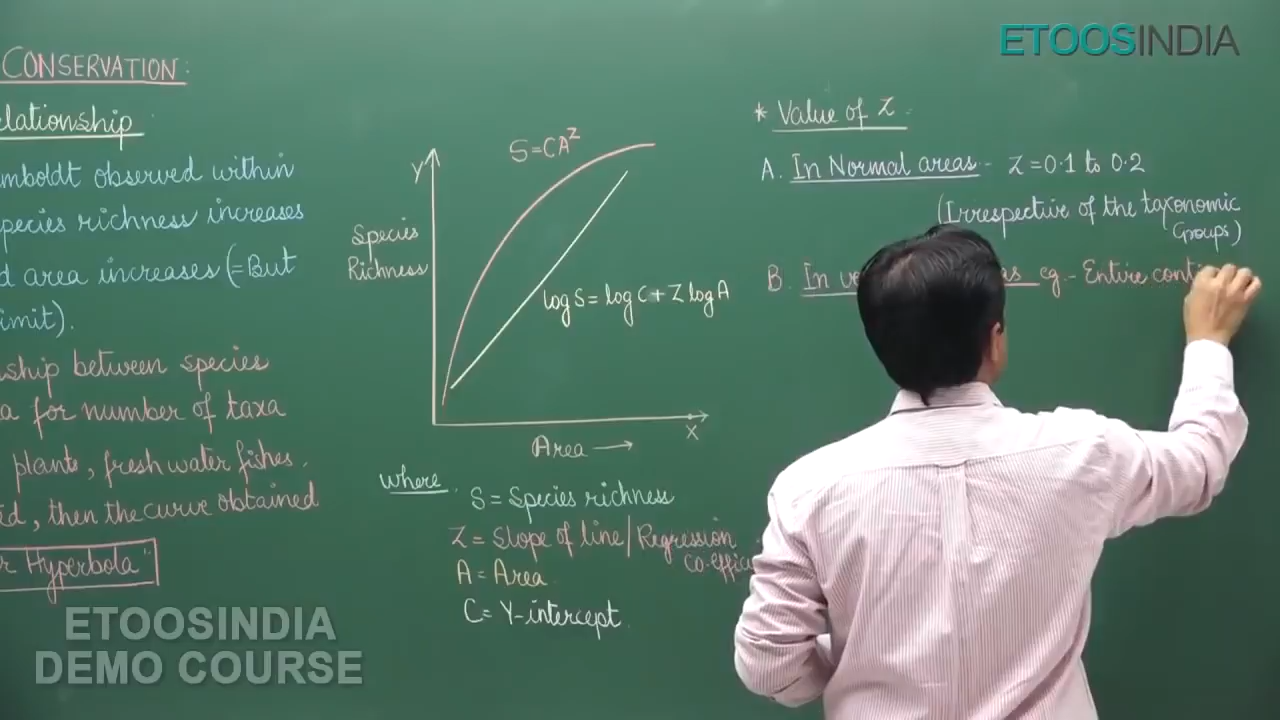 ETOOSINDIA
CONSERVATION:
elationship
mboldt observed within
pecies richness increases
d area increases (=But
imit).
nship between species
a for number of taxa
plants, fresh water fishes.
ed, then the curve obtained
r Hyperbola"
Y
S=CA^Z
Species
Richness
log S = log C + Z log A
Area →
X
where
S = Species richness
Z = Slope of line / Regression
co-effic
A = Area
C = Y-intercept.
* Value of Z :
A. In Normal areas - Z = 0.1 to 0.2
(Irrespective of the taxonomic
Groups)
B. In ve as eg.- Entire conti
ETOOSINDIA
DEMO COURSE